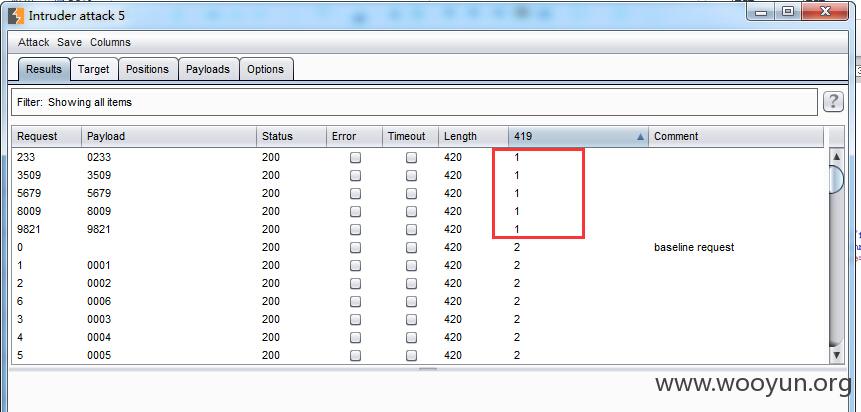 Intruder attack 5
Attack Save Columns
Results Target Positions Payloads Options
Filter: Showing all items ?
Request Payload Status Error Timeout Length 419 Comment
233 0233 200 420 1
3509 3509 200 420 1
5679 5679 200 420 1
8009 8009 200 420 1
9821 9821 200 420 1
0 200 420 2 baseline request
1 0001 200 420 2
2 0002 200 420 2
6 0006 200 420 2
3 0003 200 420 2
4 0004 200 420 2
5 0005 200 420 2
www.wooyun.org